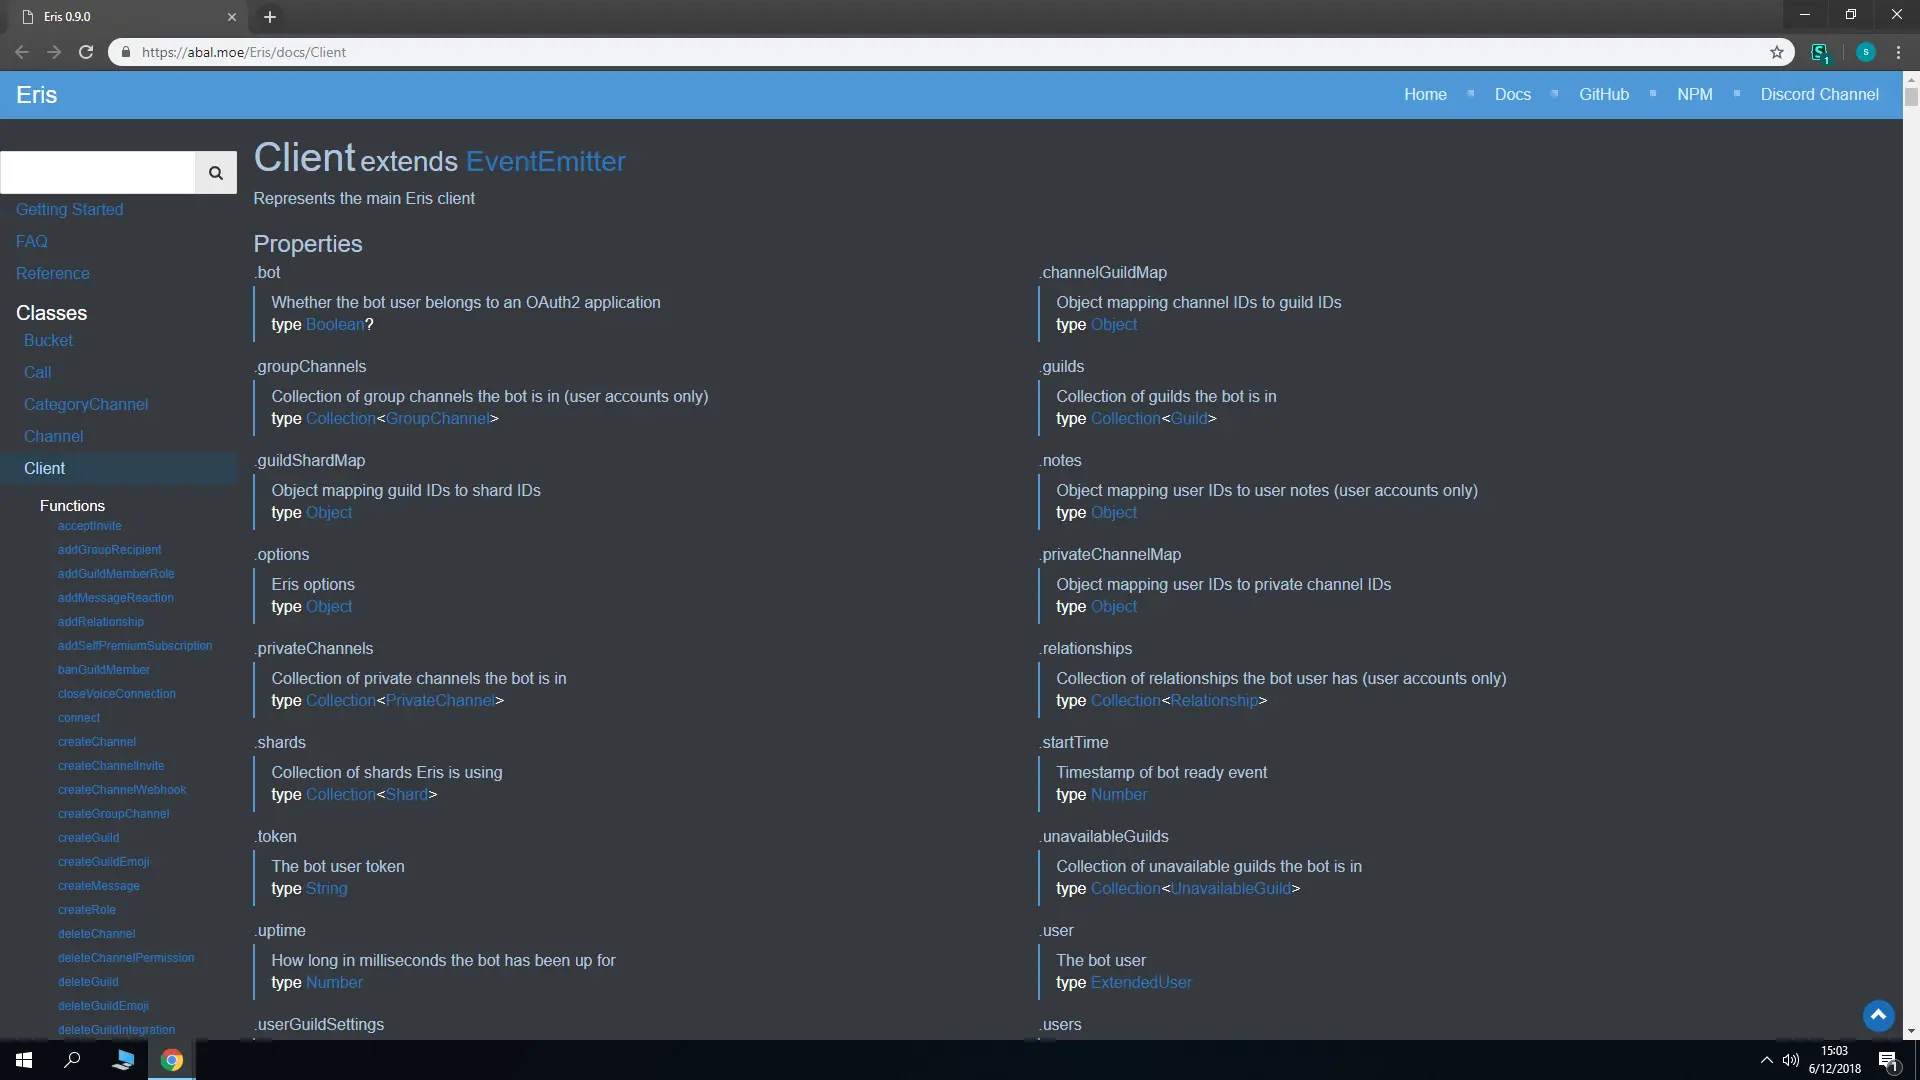 Eris 0.9.0
https://abal.moe/Eris/docs/Client
S
1
s
Eris
Home
Docs
GitHub
NPM
Discord Channel
Getting Started
FAQ
Reference
Classes
Bucket
Call
CategoryChannel
Channel
Client
Functions
acceptInvite
addGroupRecipient
addGuildMemberRole
addMessageReaction
addRelationship
addSelfPremiumSubscription
banGuildMember
closeVoiceConnection
connect
createChannel
createChannelInvite
createChannelWebhook
createGroupChannel
createGuild
createGuildEmoji
createMessage
createRole
deleteChannel
deleteChannelPermission
deleteGuild
deleteGuildEmoji
deleteGuildIntegration
Client extends EventEmitter
Represents the main Eris client
Properties
.bot
Whether the bot user belongs to an OAuth2 application
type Boolean?
.channelGuildMap
Object mapping channel IDs to guild IDs
type Object
.groupChannels
Collection of group channels the bot is in (user accounts only)
type Collection<GroupChannel>
.guilds
Collection of guilds the bot is in
type Collection<Guild>
.guildShardMap
Object mapping guild IDs to shard IDs
type Object
.notes
Object mapping user IDs to user notes (user accounts only)
type Object
.options
Eris options
type Object
.privateChannelMap
Object mapping user IDs to private channel IDs
type Object
.privateChannels
Collection of private channels the bot is in
type Collection<PrivateChannel>
.relationships
Collection of relationships the bot user has (user accounts only)
type Collection<Relationship>
.shards
Collection of shards Eris is using
type Collection<Shard>
.startTime
Timestamp of bot ready event
type Number
.token
The bot user token
type String
.unavailableGuilds
Collection of unavailable guilds the bot is in
type Collection<UnavailableGuild>
.uptime
How long in milliseconds the bot has been up for
type Number
.user
The bot user
type ExtendedUser
.userGuildSettings
.users
15:03
6/12/2018
1